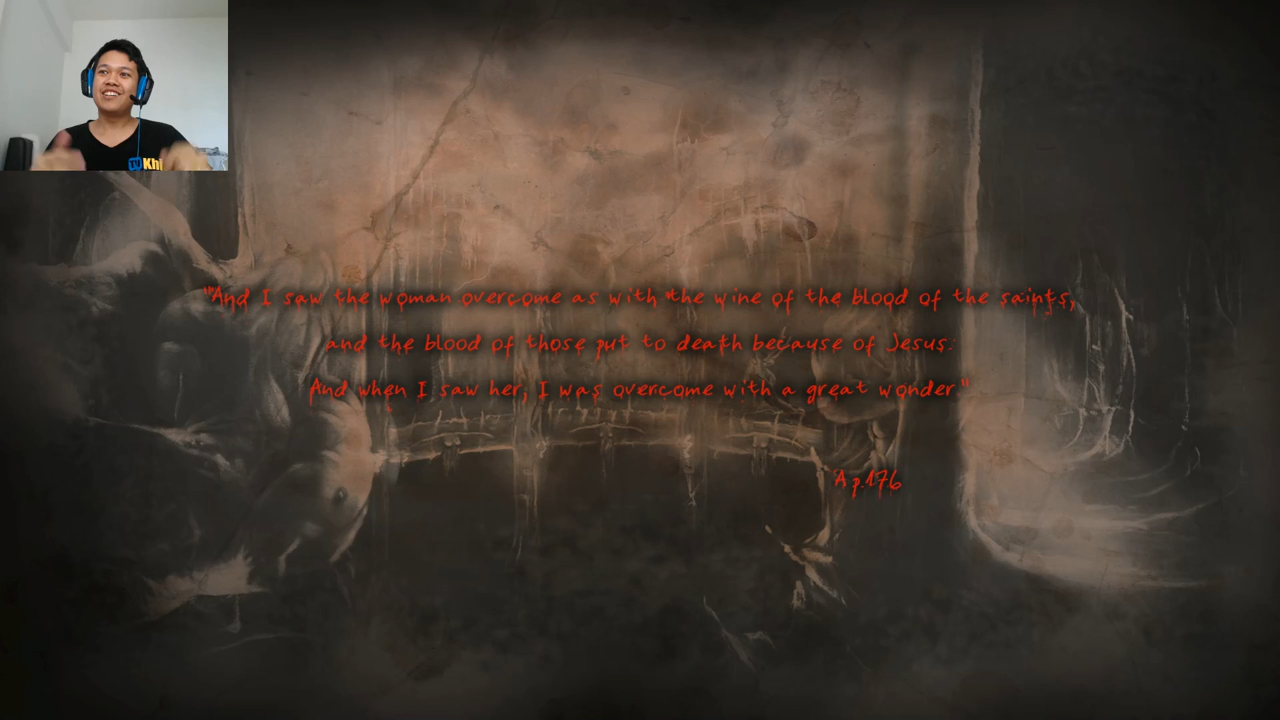 Khi
"And I saw the woman overcome as with the wine of the blood of the saints,
and the blood of those put to death because of Jesus:
And when I saw her, I was overcome with a great wonder"
Ap.17.6